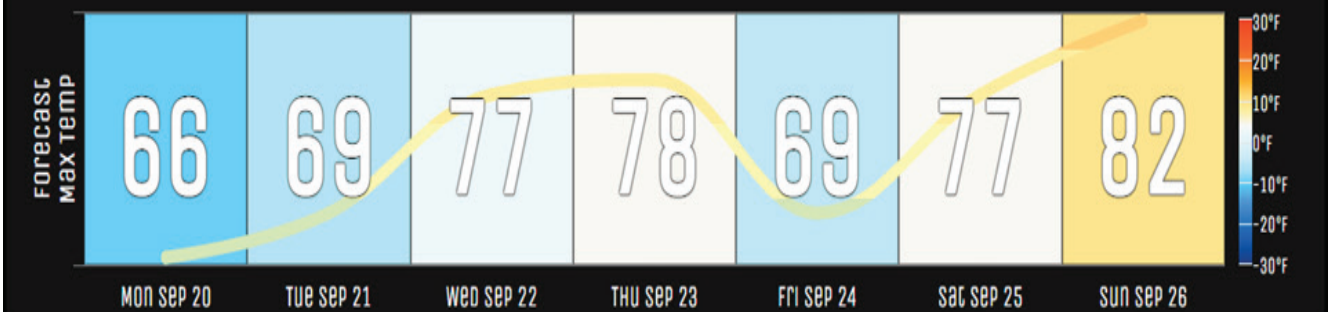 Forecast
Max Temp
66 69 77 78 69 77 82
Mon Sep 20 Tue Sep 21 Wed Sep 22 Thu Sep 23 Fri Sep 24 Sat Sep 25 Sun Sep 26
30°F
20°F
10°F
0°F
-10°F
-20°F
-30°F